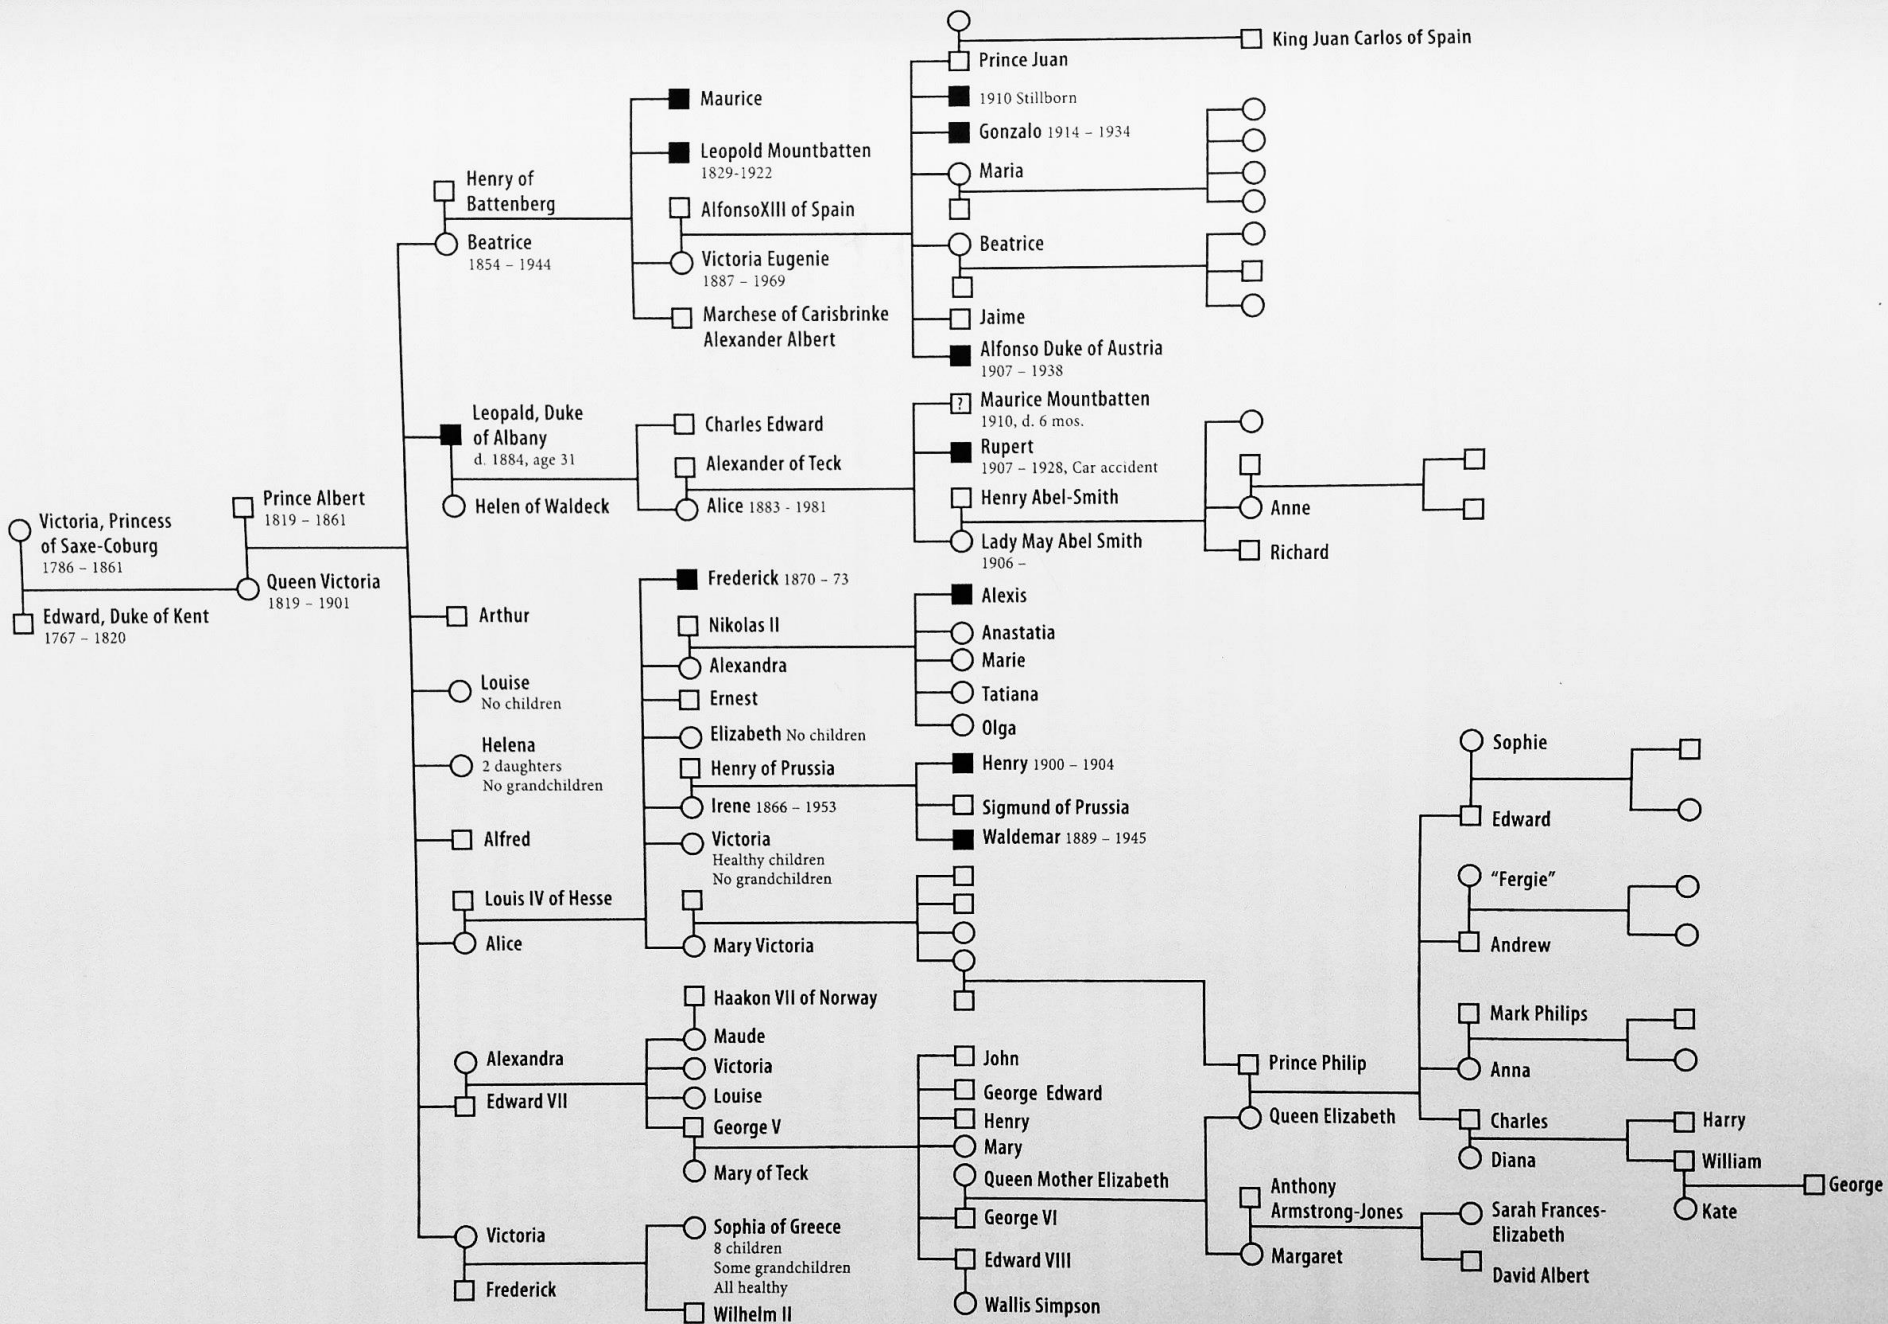 King Juan Carlos of Spain
Prince Juan
1910 Stillborn
Gonzalo 1914 – 1934
Maria
Beatrice
Jaime
Alfonso Duke of Austria
1907 – 1938
Maurice
Leopold Mountbatten
1829-1922
AlfonsoXIII of Spain
Victoria Eugenie
1887 – 1969
Marchese of Carisbrinke
Alexander Albert
Henry of
Battenberg
Beatrice
1854 – 1944
Leopald, Duke
of Albany
d. 1884, age 31
Helen of Waldeck
Charles Edward
Alexander of Teck
Alice 1883 - 1981
?
Maurice Mountbatten
1910, d. 6 mos.
Rupert
1907 – 1928, Car accident
Henry Abel-Smith
Lady May Abel Smith
1906 –
Anne
Richard
Victoria, Princess
of Saxe-Coburg
1786 – 1861
Edward, Duke of Kent
1767 – 1820
Prince Albert
1819 – 1861
Queen Victoria
1819 – 1901
Arthur
Louise
No children
Helena
2 daughters
No grandchildren
Alfred
Louis IV of Hesse
Alice
Frederick 1870 – 73
Nikolas II
Alexandra
Ernest
Elizabeth No children
Henry of Prussia
Irene 1866 – 1953
Victoria
Healthy children
No grandchildren
Mary Victoria
Alexis
Anastatia
Marie
Tatiana
Olga
Henry 1900 – 1904
Sigmund of Prussia
Waldemar 1889 – 1945
Alexandra
Edward VII
Haakon VII of Norway
Maude
Victoria
Louise
George V
Mary of Teck
John
George Edward
Henry
Mary
Queen Mother Elizabeth
George VI
Edward VIII
Wallis Simpson
Victoria
Frederick
Sophia of Greece
8 children
Some grandchildren
All healthy
Wilhelm II
Prince Philip
Queen Elizabeth
Anthony
Armstrong-Jones
Margaret
Sophie
Edward
“Fergie”
Andrew
Mark Philips
Anna
Charles
Diana
Sarah Frances-
Elizabeth
David Albert
Harry
William
Kate
George